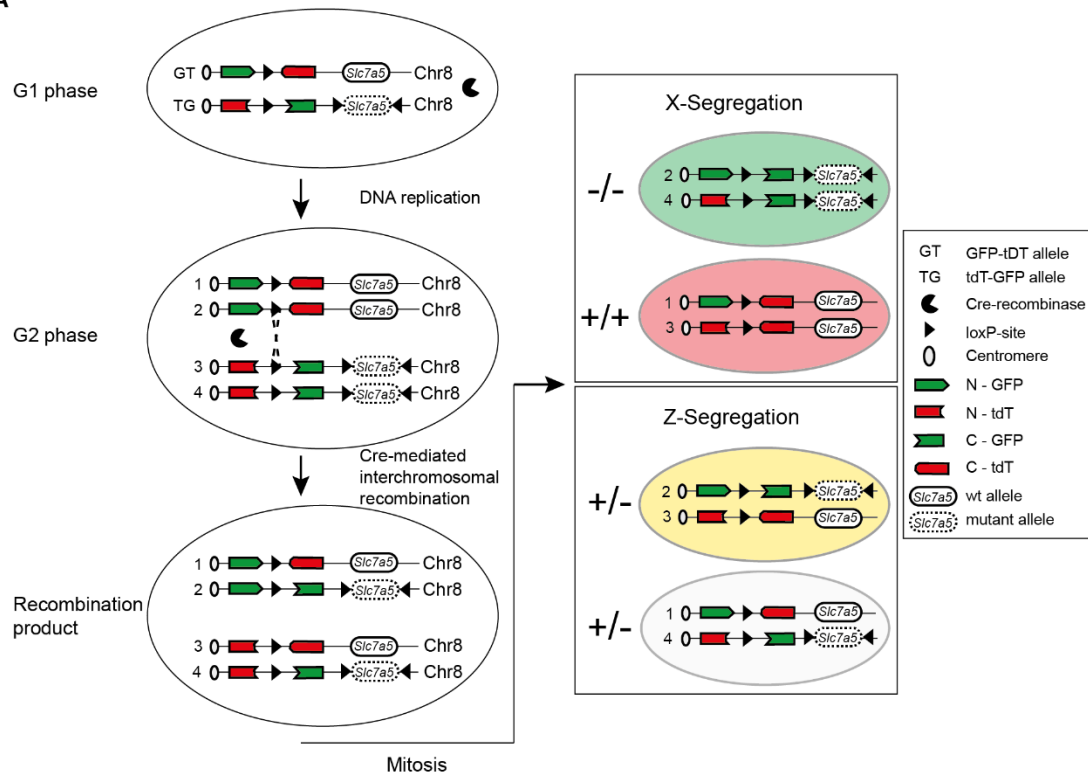 A
G1 phase
GT Slc7a5 Chr8
TG Slc7a5 Chr8
DNA replication
G2 phase
1 Slc7a5 Chr8
2 Slc7a5 Chr8
3 Slc7a5 Chr8
4 Slc7a5 Chr8
Cre-mediated
interchromosomal
recombination
Recombination
product
1 Slc7a5 Chr8
2 Slc7a5 Chr8
3 Slc7a5 Chr8
4 Slc7a5 Chr8
Mitosis
X-Segregation
-/-
2 Slc7a5
4 Slc7a5
+/+
1 Slc7a5
3 Slc7a5
Z-Segregation
+/-
2 Slc7a5
3 Slc7a5
+/-
1 Slc7a5
4 Slc7a5
GT GFP-tDT allele
TG tdT-GFP allele
Cre-recombinase
loxP-site
Centromere
N - GFP
N - tdT
C - GFP
C - tdT
Slc7a5 wt allele
Slc7a5 mutant allele